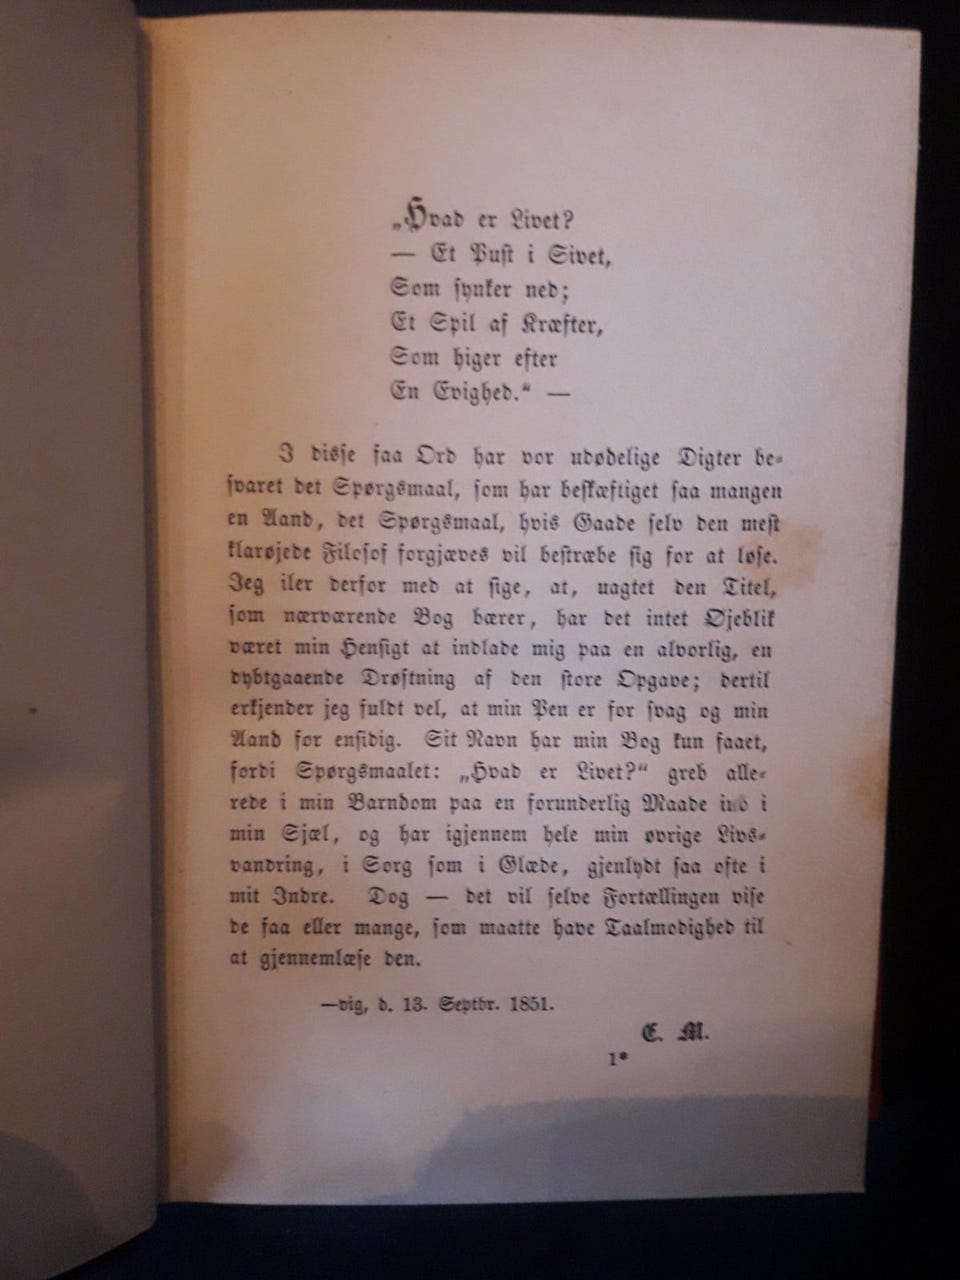 „Hvad er Livet?
— Et Pust i Sivet,
Som synker ned;
Et Spil af Kræfter,
Som higer efter
En Evighed.“ —
I disse faa Ord har vor udødelige Digter be-
svaret det Spørgsmaal, som har beskæftiget saa mangen
en Aand, det Spørgsmaal, hvis Gaade selv den mest
klarøjede Filosof forgjæves vil bestræbe sig for at løse.
Jeg iler derfor med at sige, at, uagtet den Titel,
som nærværende Bog bærer, har det intet Øjeblik
været min Hensigt at indlade mig paa en alvorlig, en
dybtgaaende Drøftning af den store Opgave; dertil
erkjender jeg fuldt vel, at min Pen er for svag og min
Aand for ensidig. Sit Navn har min Bog kun faaet,
fordi Spørgsmaalet: „Hvad er Livet?“ greb alle-
rede i min Barndom paa en forunderlig Maade ind i
min Sjæl, og har igjennem hele min øvrige Livs-
vandring, i Sorg som i Glæde, gjenlydt saa ofte i
mit Indre. Dog — det vil selve Fortællingen vise
de faa eller mange, som maatte have Taalmodighed til
at gjennemlæse den.
—vig, d. 13. Septbr. 1851.
E. M.
1*